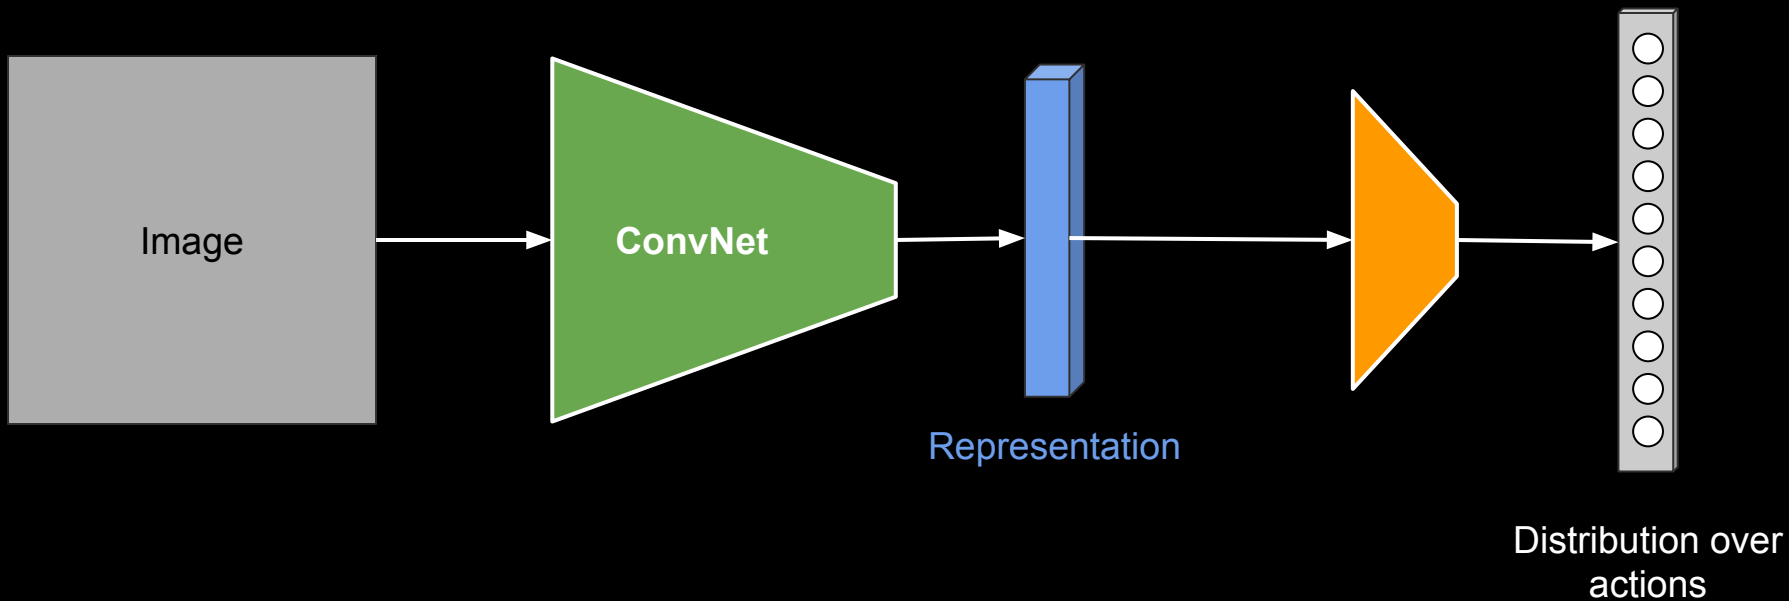 Image
ConvNet
Representation
Distribution over
actions